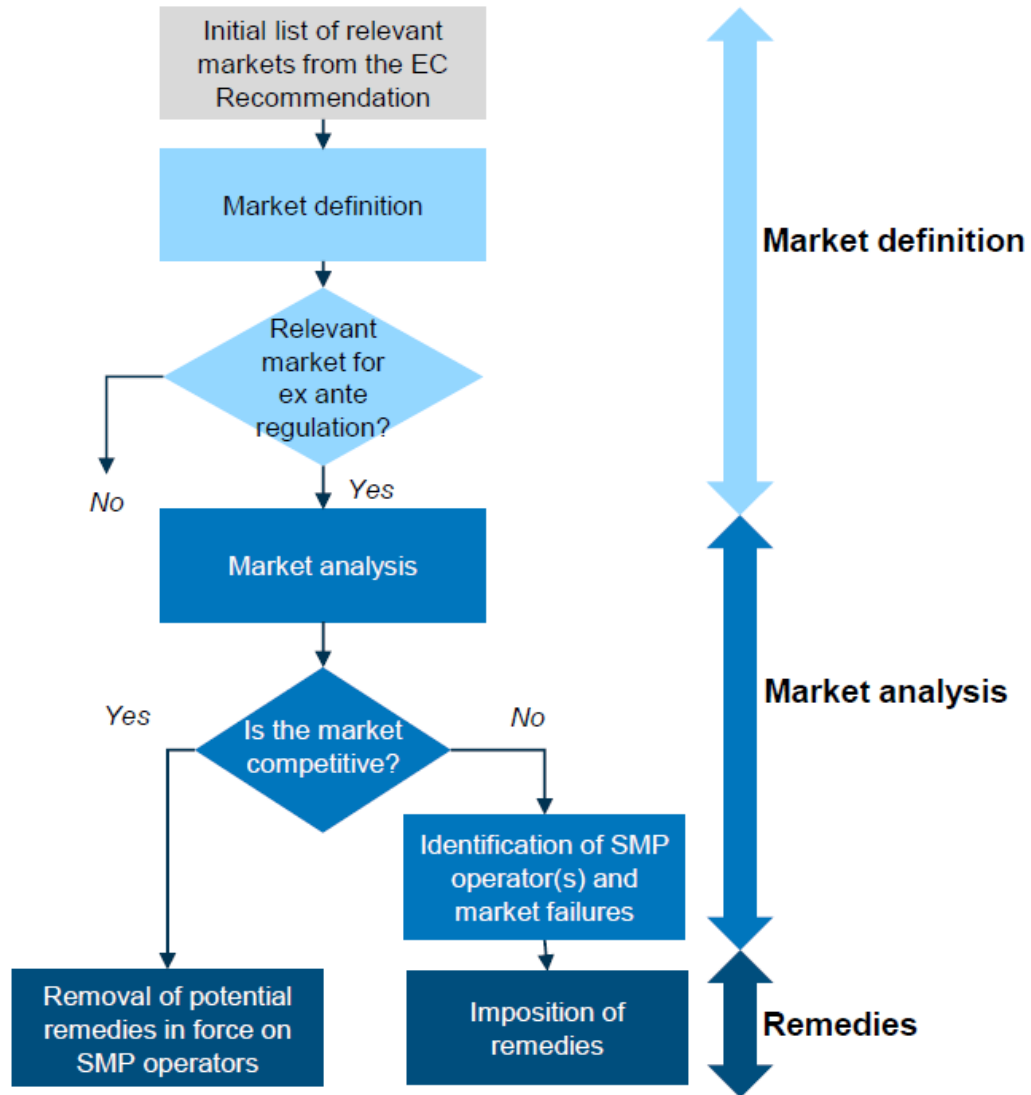 Initial list of relevant
markets from the EC
Recommendation
Market definition
Market definition
Relevant
market for
ex ante
regulation?
No
Yes
Market analysis
Market analysis
Yes
No
Is the market
competitive?
Identification of SMP
operator(s) and
market failures
Removal of potential
remedies in force on
SMP operators
Imposition of
remedies
Remedies